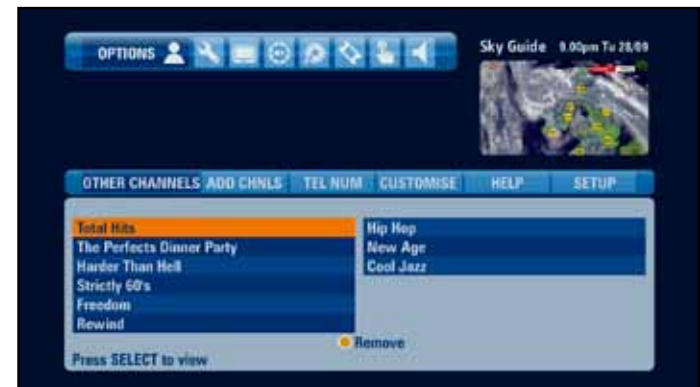 OPTIONS
Sky Guide 9.00pm Tu 28/09
OTHER CHANNELS ADD CHNLS TEL NUM CUSTOMISE HELP SETUP
Total Hits
The Perfects Dinner Party
Harder Than Hell
Strictly 60's
Freedom
Rewind
Hip Hop
New Age
Cool Jazz
Remove
Press SELECT to view